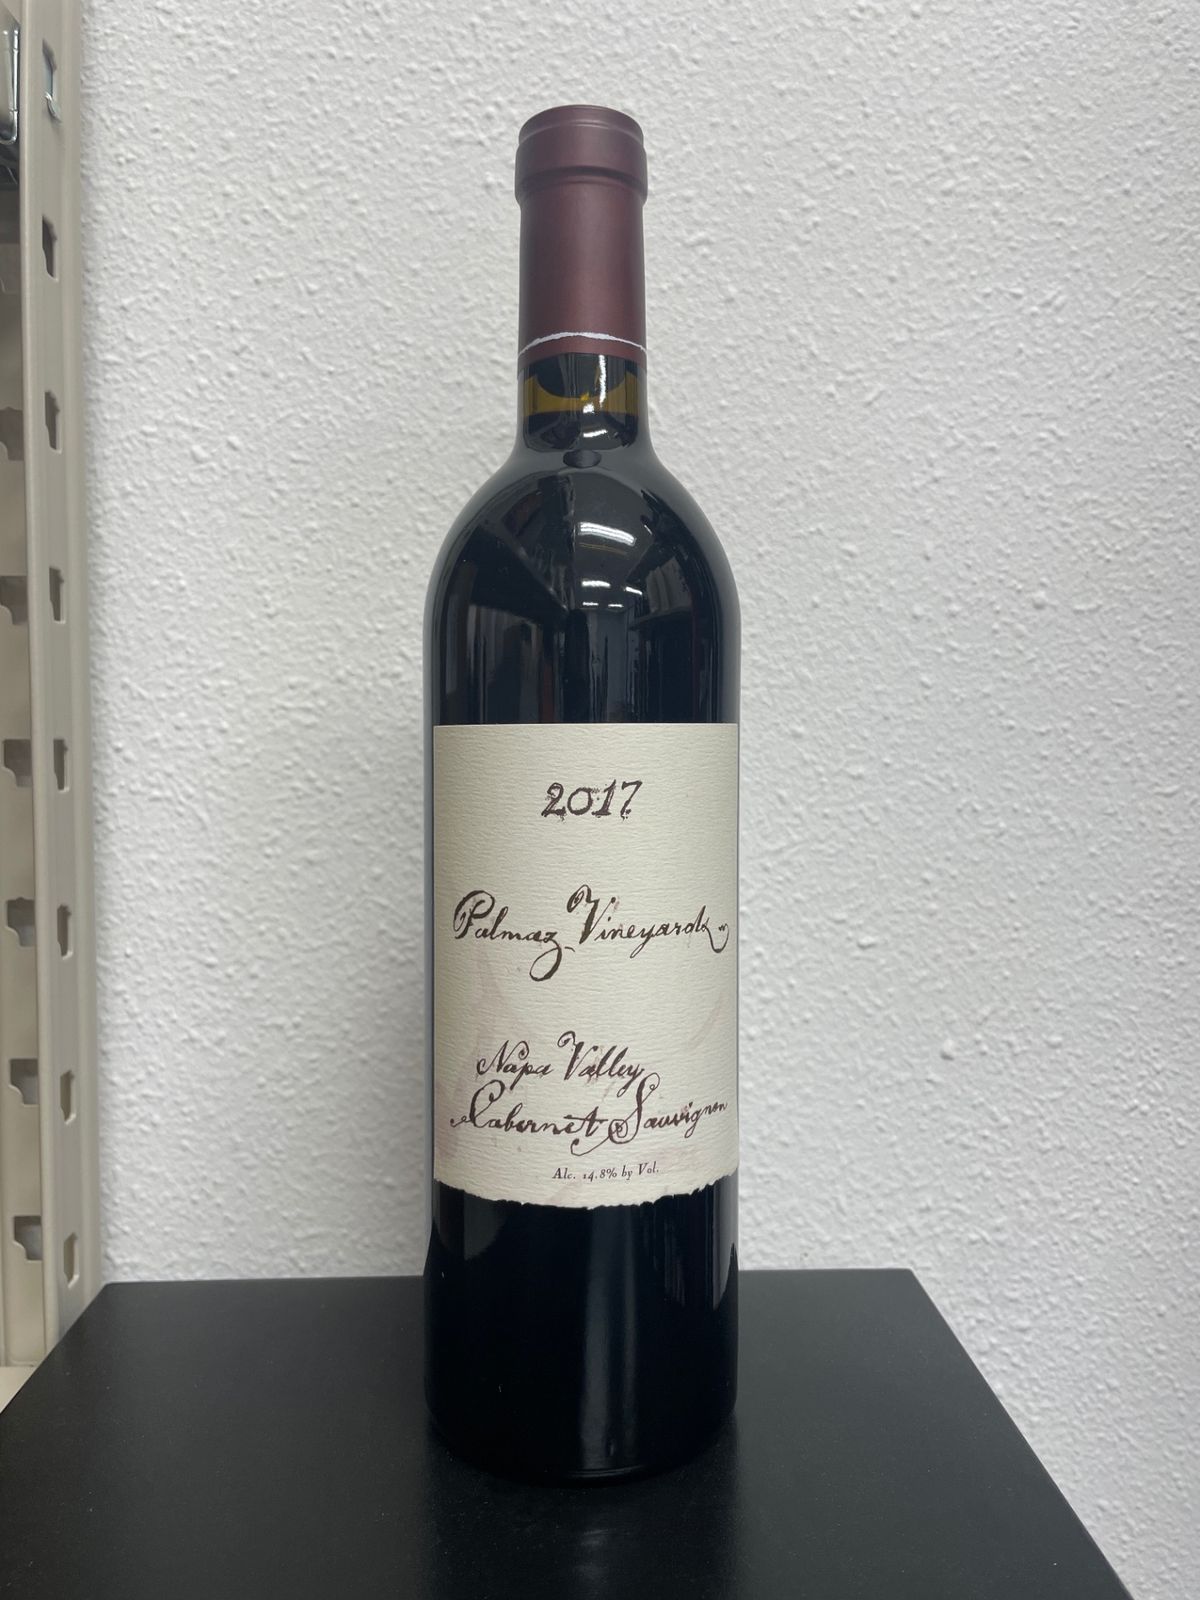 2017
Palmaz Vineyards
Napa Valley
Cabernet Sauvignon
Alc. 14.8% by Vol.